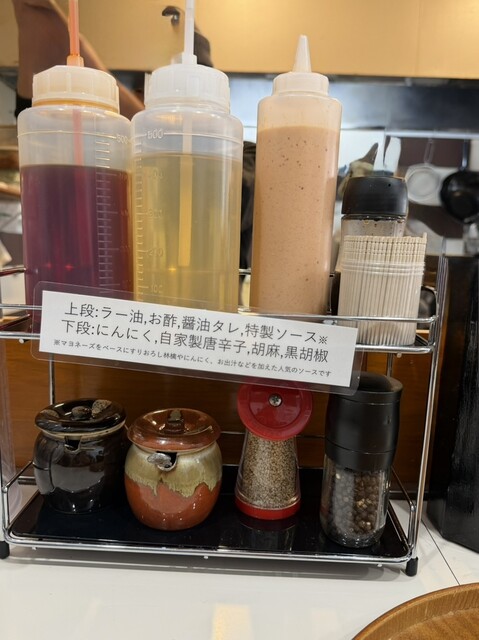 500
500
上段:ラー油,お酢,醤油タレ,特製ソース※
下段:にんにく,自家製唐辛子,胡麻,黒胡椒
※マヨネーズをベースにすりおろし林檎やにんにく、お出汁などを加えた人気のソースです